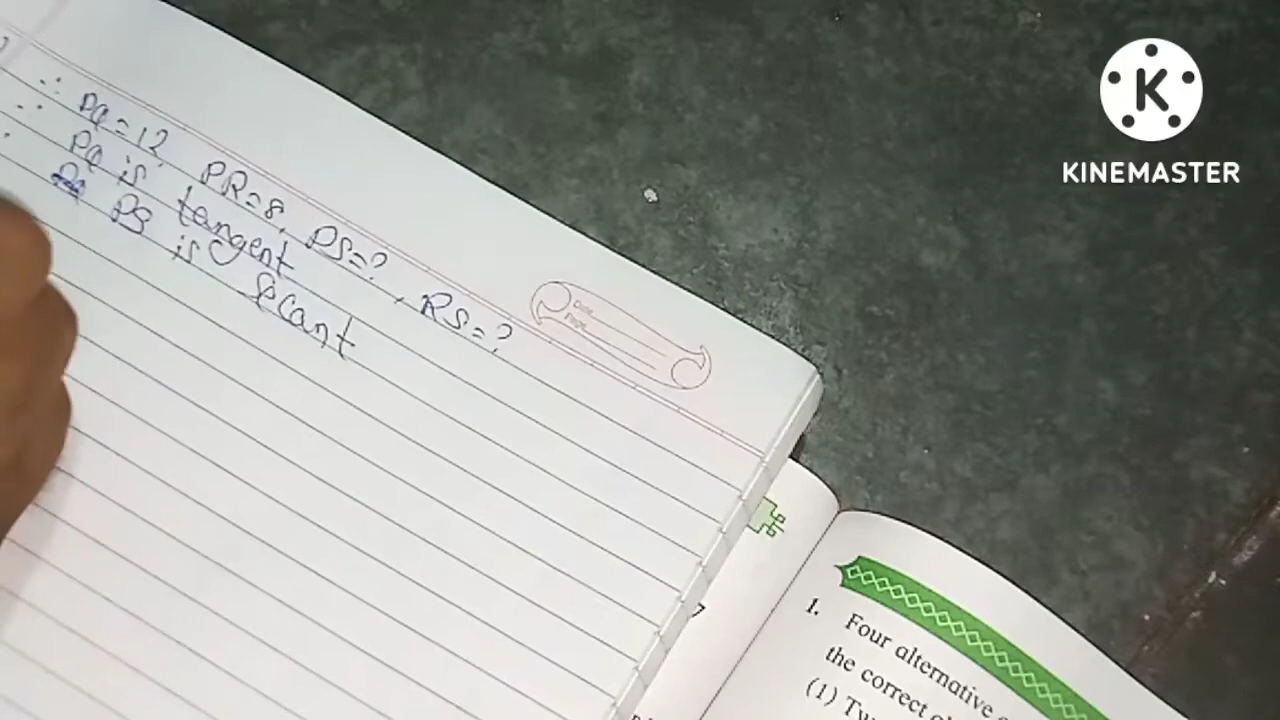 ∴ PQ = 12, PR = 8, PS = ?, RS = ?
∴ PQ is tangent
PS is secant
Date
Page
K
KINEMASTER
1. Four alternative
the correct
(1) Tw